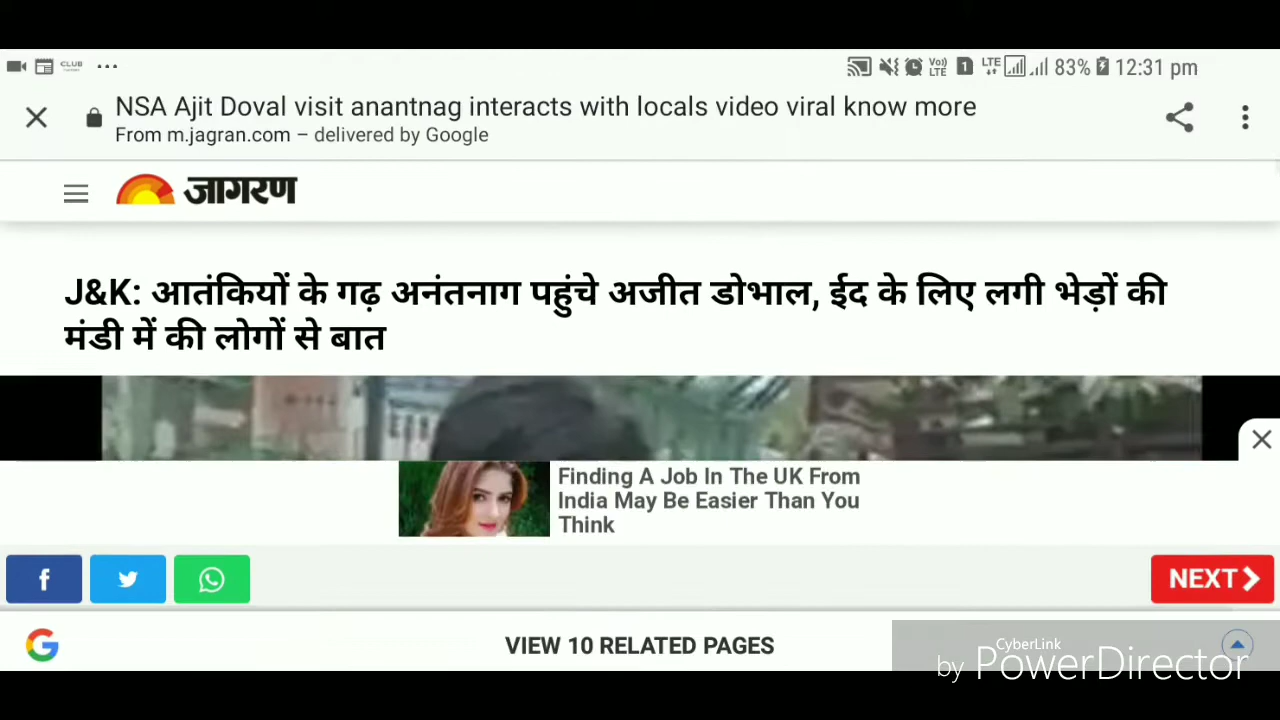 CLUB
LTE 83% 12:31 pm
NSA Ajit Doval visit anantnag interacts with locals video viral know more
From m.jagran.com – delivered by Google
जागरण
J&K: आतंकियों के गढ़ अनंतनाग पहुंचे अजीत डोभाल, ईद के लिए लगी भेड़ों की
मंडी में की लोगों से बात
Finding A Job In The UK From
India May Be Easier Than You
Think
NEXT
VIEW 10 RELATED PAGES
CyberLink
by PowerDirector